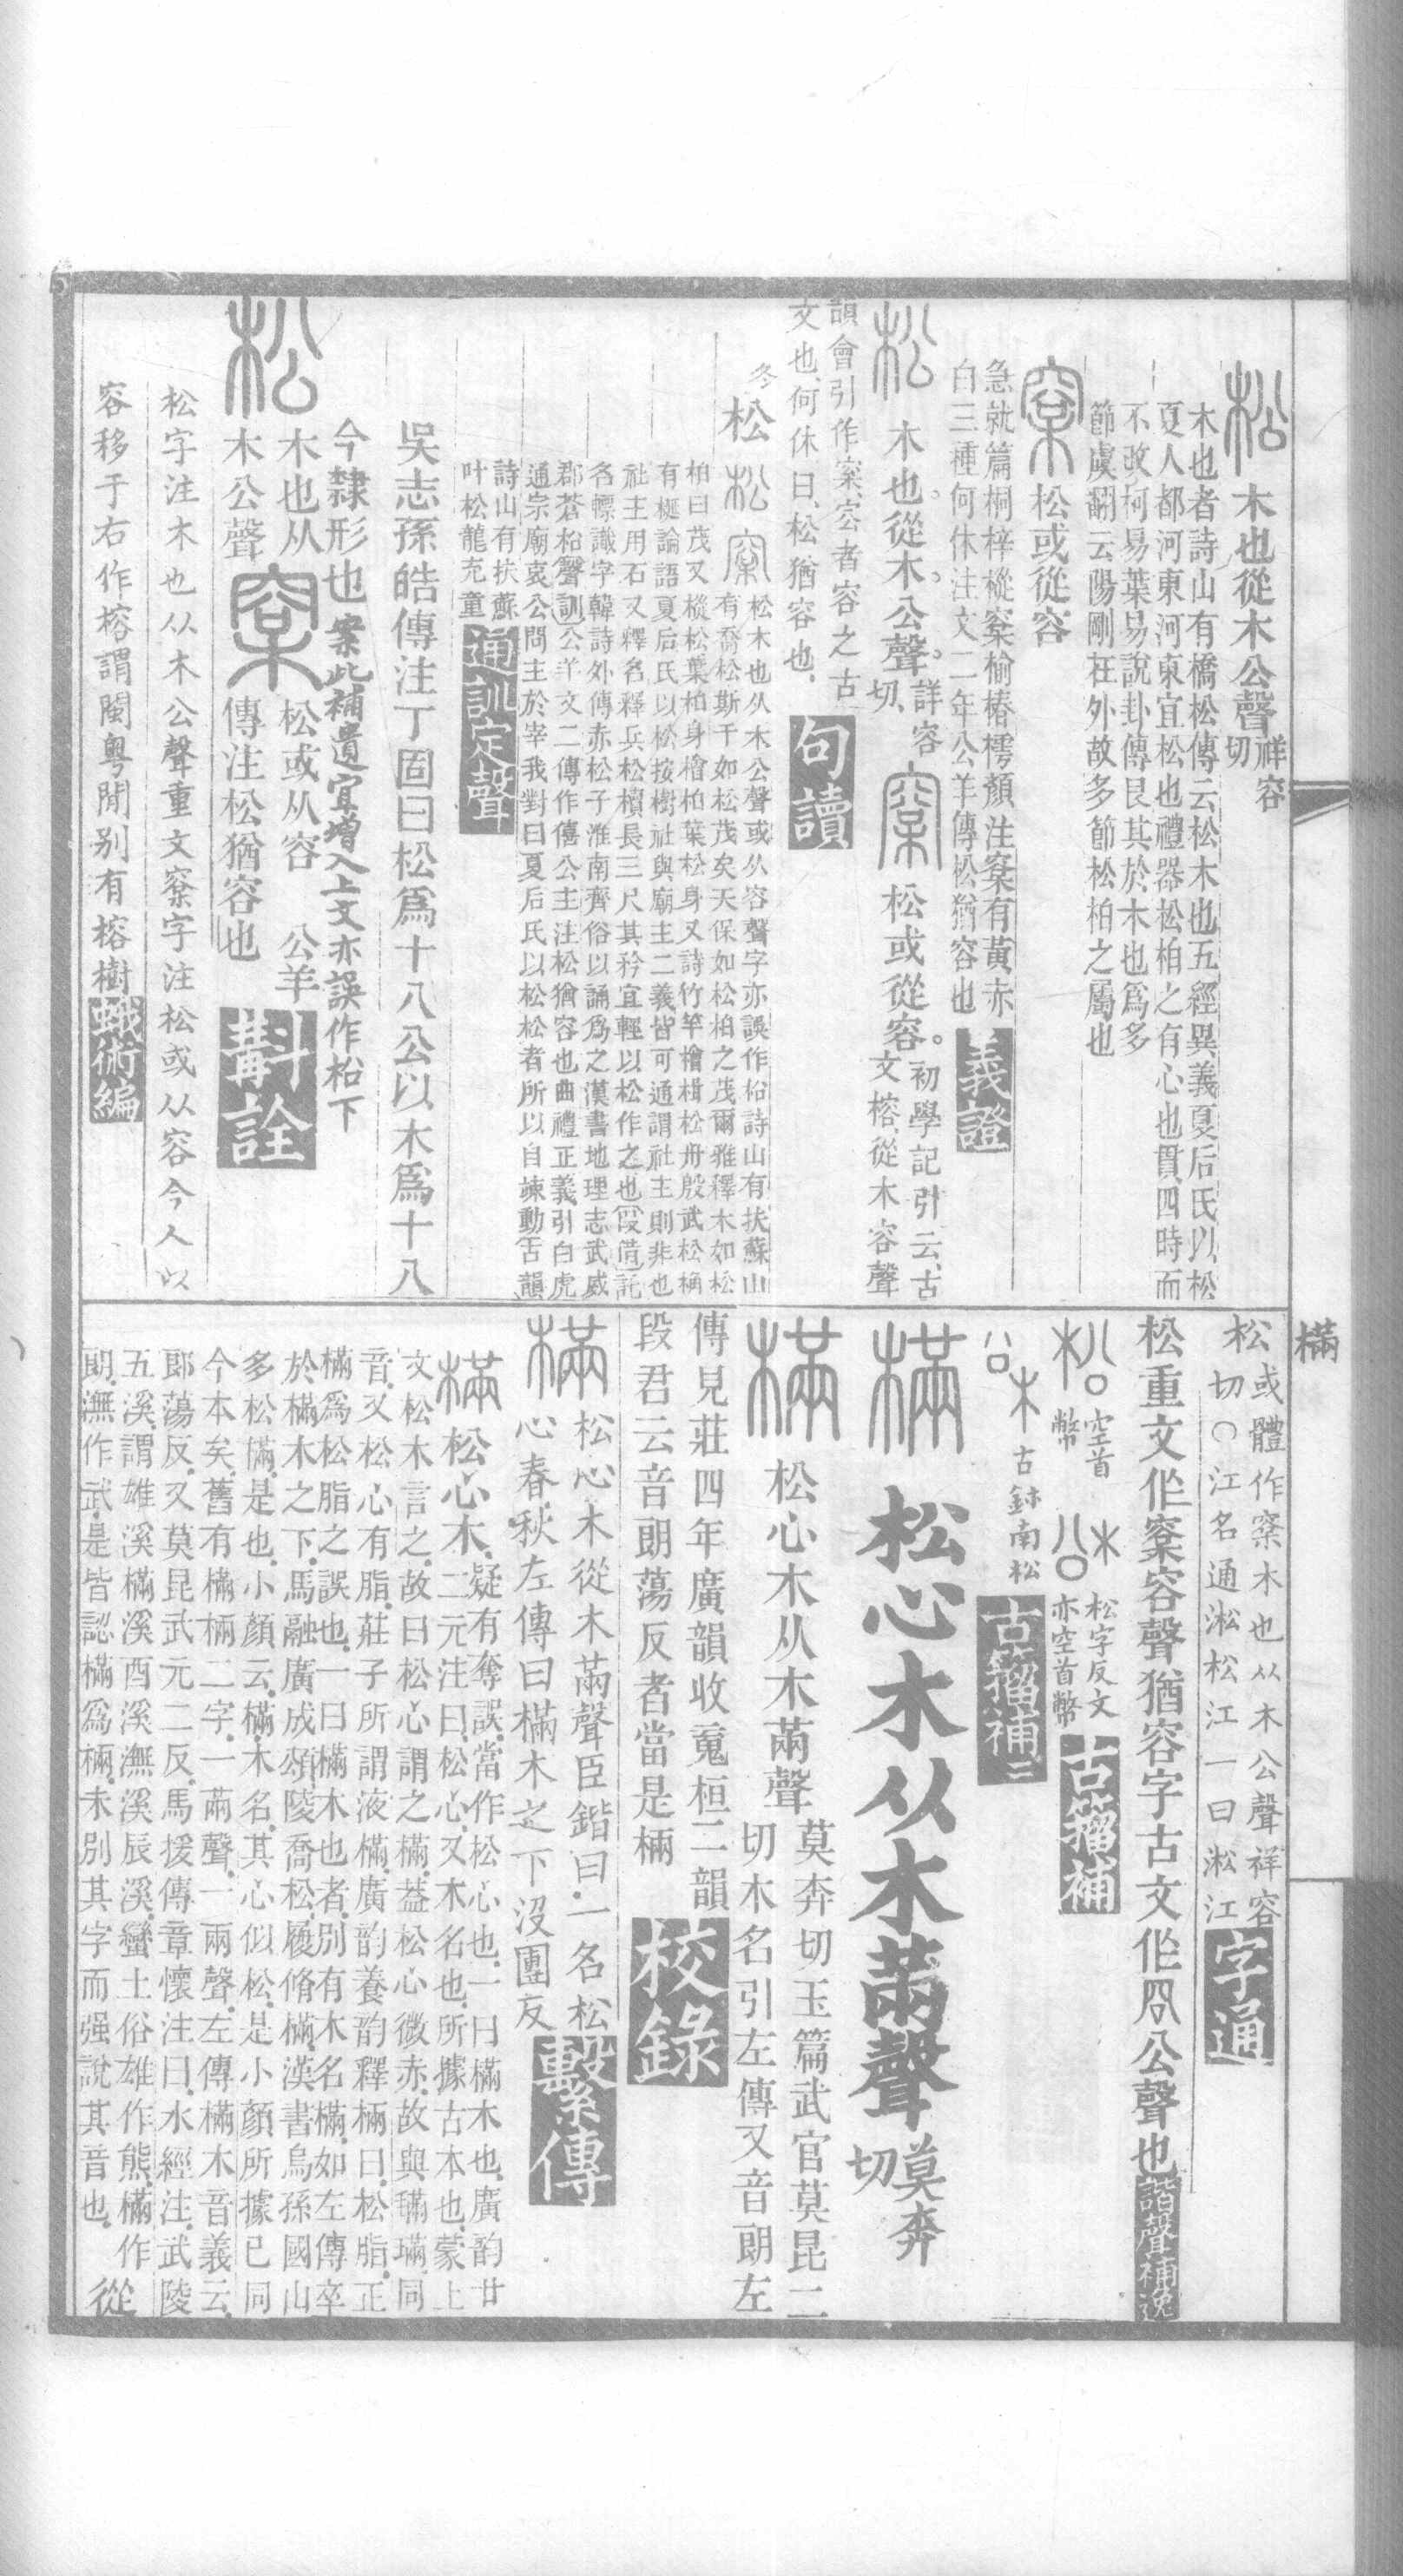 松 木也從木公聲祥容切
木也者詩山有橋松傳云松木也五經異義夏后氏以松
夏人都河東河東宜松也禮器松柏之有心也貫四時而
不改柯易葉易說卦傳艮其於木也爲多
節虞翻云陽剛在外故多節松柏之屬也
㮤 松或從容
急就篇桐梓樅㮤榆椿樗顏注㮤有黃赤
白三種何休注文二年公羊傳松猶容也 義證
松 木也從木公聲。詳容切 㮤 松或從容。初學記引云古文榕從木容聲
韻會引作㮤㮤者容之古
文也何休曰松猶容也 句讀
冬 松 松 㮤 松木也从木公聲或从容聲字亦誤作枱詩山有扶蘇山
有喬松斯干如松茂矣天保如松柏之茂爾雅釋木如松
柏曰茂又樅松葉柏身檜柏葉松身又詩竹竿檜楫松舟殷武松桷
有梴論語夏后氏以松按樹社與廟主二義皆可通謂社主則非也
社主用石又釋名釋兵松櫝長三尺其矜宜輕以松作之也叚借託
名幖識字韓詩外傳赤松子淮南齊俗以誦爲之漢書地理志武威
郡蒼松聲訓公羊文二傳作僖公主注松猶容也曲禮正義引白虎
通宗廟哀公問主於宰我對曰夏后氏以松松者所以自竦動古韻
詩山有扶蘇
叶松龍充童 通訓定聲
吳志孫皓傳注丁固曰松爲十八公以木爲十八
今隸形也案此補遺宜增入上文亦誤作枱下
松 木也从木公聲 㮤 松或从容 公羊傳注松猶容也 斠詮
松字注木也从木公聲重文㮤字注松或从容今人以
容移于右作榕謂閩粤閒别有榕樹 蛾術編
㒼
松或體作㮤木也从木公聲祥容
切〇江名通淞松江一曰淞江 字通
松重文作㮤容聲猶容字古文作㕣公聲也 諧聲補逸
空首幣 松字反文亦空首幣 古籀補
古鉥南松 古籀補二
樠 松心木从木㒼聲莫奔切
樠 松心木从木㒼聲 莫奔切玉篇武官莫昆二
切木名引左傳又音朗左
傳見莊四年廣韻收䰟桓二韻
段君云音朗蕩反者當是㭓 校錄
樠 松心木從木㒼聲臣鍇曰一名松
心春秋左傳曰樠木之下沒團反 繫傳
樠 松心木二元注曰松心又木名也所據古本也蒙上
疑有奪誤當作松心也一曰樠木也廣韵廿
文松木言之故曰松心謂之樠葢松心微赤故與璊𤯟同
音又松心有脂莊子所謂液樠廣韵養韵釋㭓曰松脂正
樠爲松脂之誤也一曰樠木也者别有木名樠如左傳卒
於樠木之下馬融廣成頌陵喬松履脩樠漢書烏孫國山
多松樠是也小顏云樠木名其心似松是小顏所據已同
今本矣舊有樠㭓二字一㒼聲一兩聲左傳樠木音義云
郎蕩反又莫昆武元二反馬援傳章懷注曰水經注武陵
五溪謂雄溪樠溪酉溪潕溪辰溪蠻土俗雄作熊樠作
朗潕作武是皆認樠爲㭓未别其字而强說其音也 從